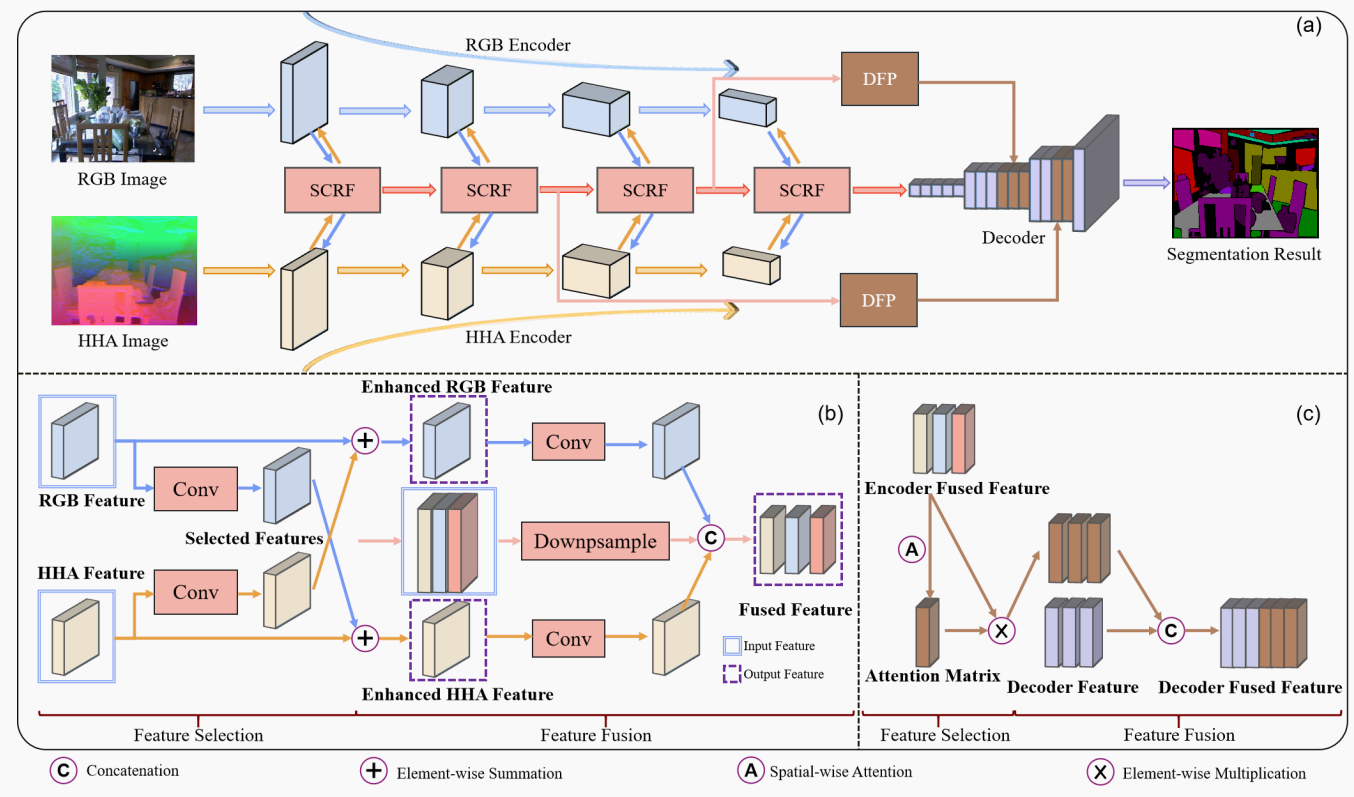 (a)
RGB Encoder
DFP
RGB Image
SCRF
SCRF
SCRF
SCRF
Decoder
Segmentation Result
DFP
HHA Encoder
HHA Image
Enhanced RGB Feature
(b)
+
Conv
RGB Feature
Conv
Selected Features
Downpsample
C
HHA Feature
Conv
Fused Feature
+
Conv
Input Feature
Output Feature
Enhanced HHA Feature
Feature Selection
Feature Fusion
(c)
Encoder Fused Feature
A
X
C
Attention Matrix
Decoder Feature
Decoder Fused Feature
Feature Selection
Feature Fusion
C Concatenation
+ Element-wise Summation
A Spatial-wise Attention
X Element-wise Multiplication